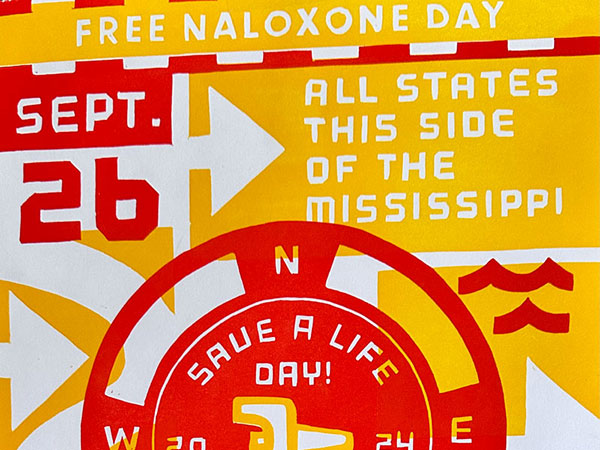 FREE NALOXONE DAY
SEPT.
26
ALL STATES
THIS SIDE
OF THE
MISSISSIPPI
N
SAVE A LIFE
DAY!
W
20
24
E